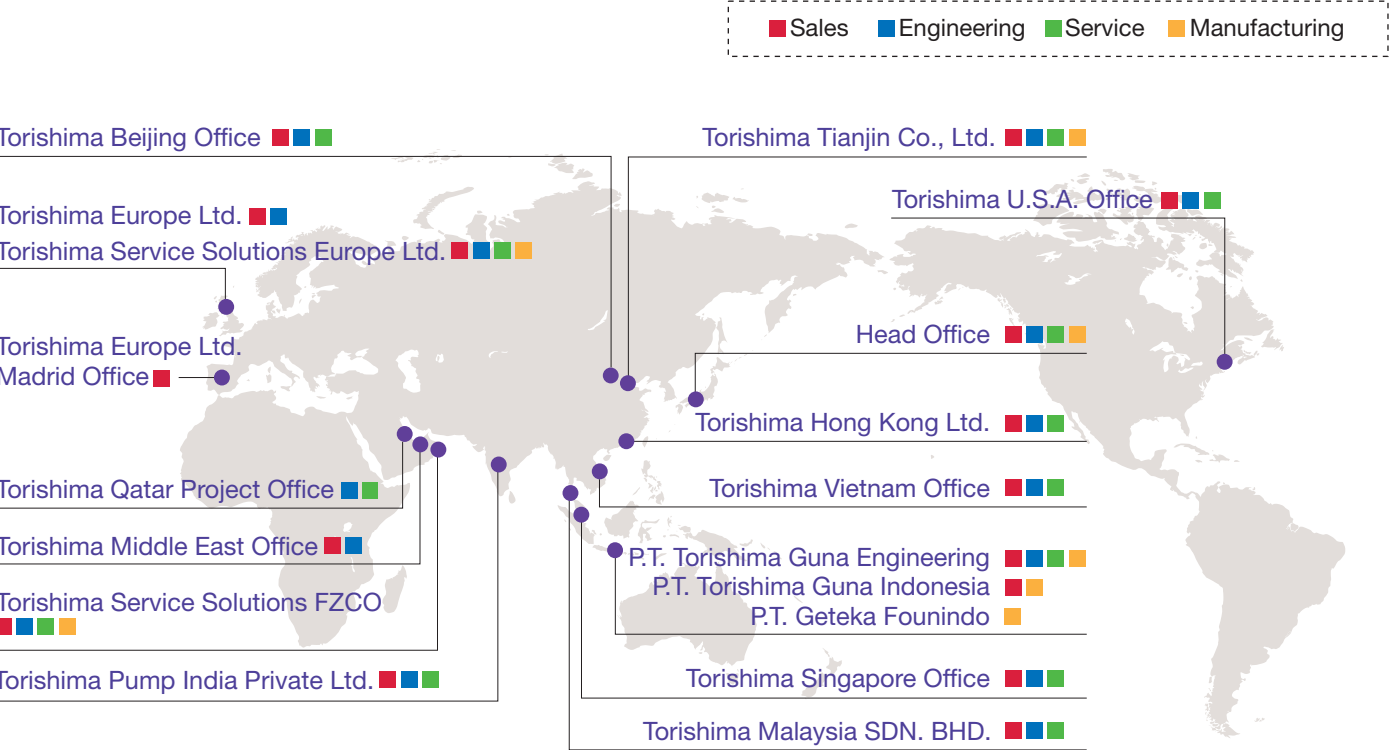 Sales Engineering Service Manufacturing
Torishima Beijing Office
Torishima Tianjin Co., Ltd.
Torishima U.S.A. Office
Torishima Europe Ltd.
Torishima Service Solutions Europe Ltd.
Head Office
Torishima Europe Ltd.
Madrid Office
Torishima Hong Kong Ltd.
Torishima Qatar Project Office
Torishima Vietnam Office
Torishima Middle East Office
P.T. Torishima Guna Engineering
P.T. Torishima Guna Indonesia
P.T. Geteka Founindo
Torishima Service Solutions FZCO
Torishima Pump India Private Ltd.
Torishima Singapore Office
Torishima Malaysia SDN. BHD.